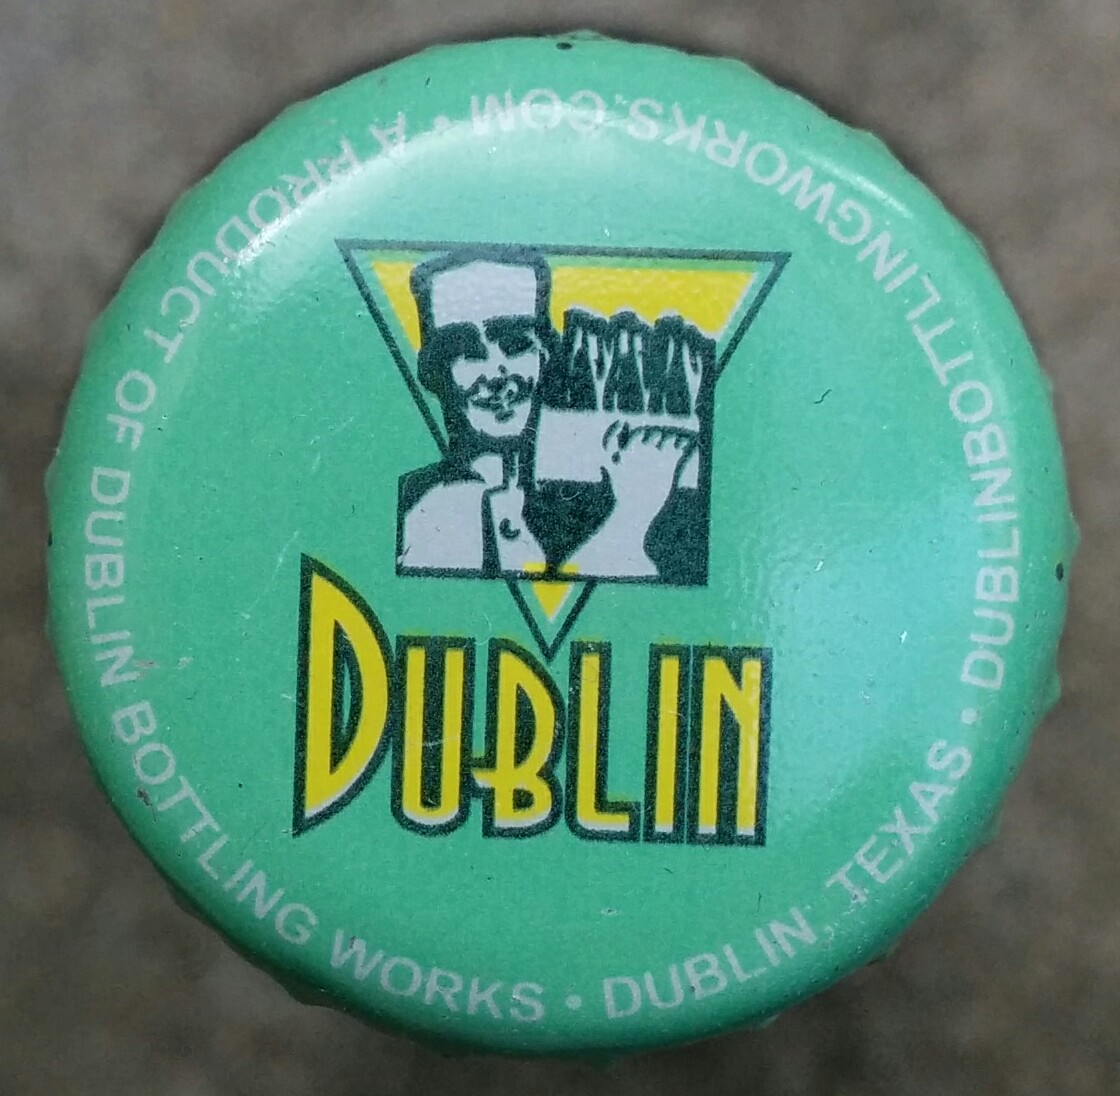 DUBLIN
A PRODUCT OF DUBLIN BOTTLING WORKS • DUBLIN, TEXAS • DUBLINBOTTLINGWORKS.COM •